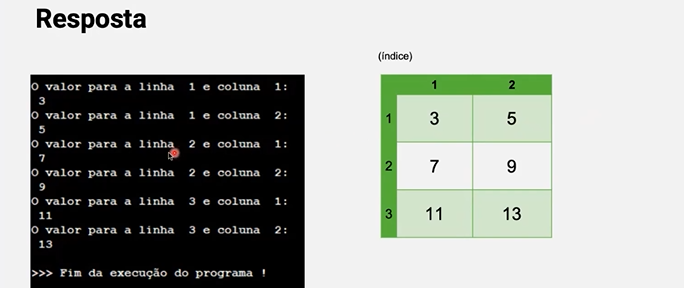 Resposta
O valor para a linha 1 e coluna 1:
3
O valor para a linha 1 e coluna 2:
5
O valor para a linha 2 e coluna 1:
7
O valor para a linha 2 e coluna 2:
9
O valor para a linha 3 e coluna 1:
11
O valor para a linha 3 e coluna 2:
13
>>> Fim da execução do programa !
(índice)
1 2
1 3 5
2 7 9
3 11 13